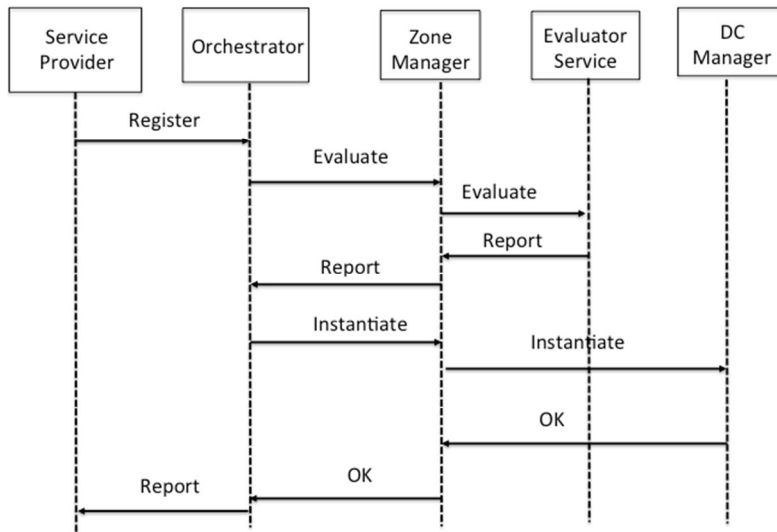 Service
Provider
Orchestrator
Zone
Manager
Evaluator
Service
DC
Manager
Register
Evaluate
Evaluate
Report
Report
Instantiate
Instantiate
OK
OK
Report